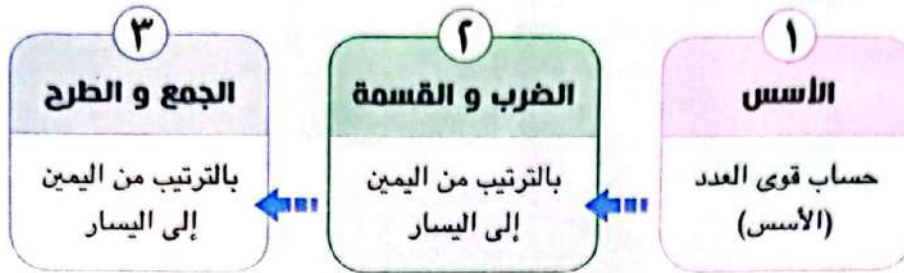 ١
الأسس
حساب قوى العدد
(الأسس)
٢
الضرب و القسمة
بالترتيب من اليمين
إلى اليسار
٣
الجمع و الطرح
بالترتيب من اليمين
إلى اليسار